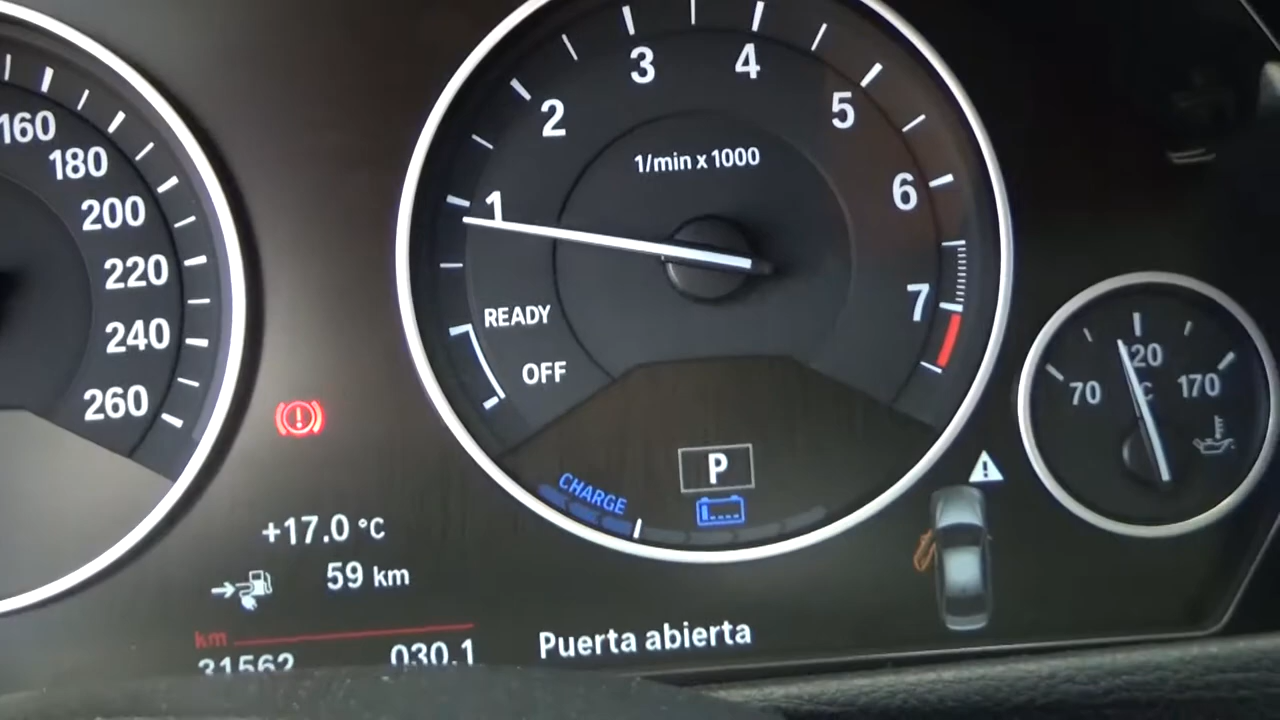 160
180
200
220
240
260
1
2
3
4
5
6
7
1/min x 1000
READY
OFF
CHARGE
P
70
120
170
°C
+17.0 °C
59 km
km
31562
030.1
Puerta abierta